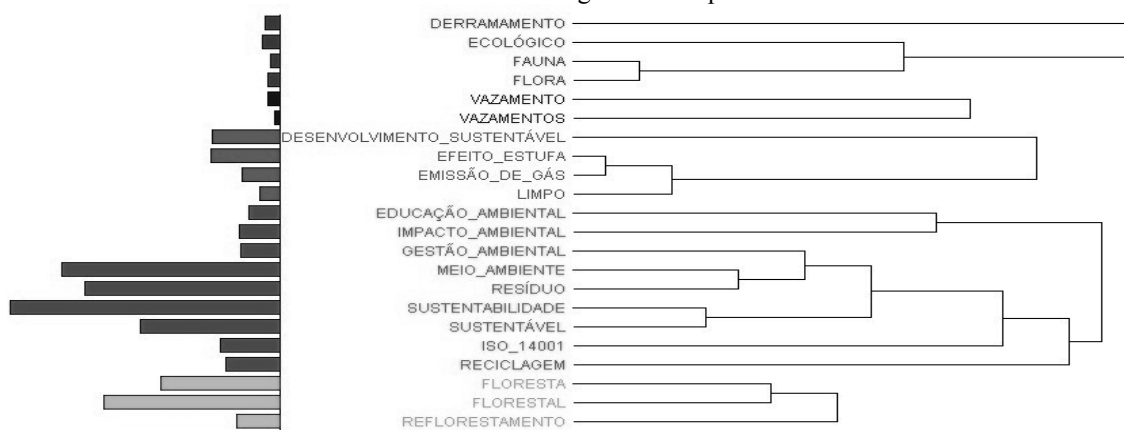 DERRAMAMENTO
ECOLÓGICO
FAUNA
FLORA
VAZAMENTO
VAZAMENTOS
DESENVOLVIMENTO_SUSTENTÁVEL
EFEITO_ESTUFA
EMISSÃO_DE_GÁS
LIMPO
EDUCAÇÃO_AMBIENTAL
IMPACTO_AMBIENTAL
GESTÃO_AMBIENTAL
MEIO_AMBIENTE
RESÍDUO
SUSTENTABILIDADE
SUSTENTÁVEL
ISO_14001
RECICLAGEM
FLORESTA
FLORESTAL
REFLORESTAMENTO